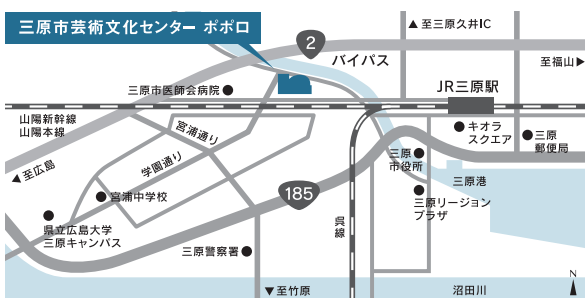 三原市芸術文化センター ポポロ
2
バイパス
▲至三原久井IC
至福山▶
三原市医師会病院
JR三原駅
山陽新幹線
山陽本線
宮浦通り
学園通り
キオラ
スクエア
三原
郵便局
三原
市役所
三原港
◀至広島
宮浦中学校
185
三原リージョン
プラザ
県立広島大学
三原キャンパス
呉線
三原警察署
▼至竹原
沼田川
N